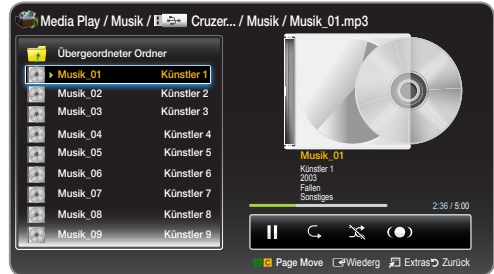 Media Play / Musik / E Cruzer... / Musik / Musik_01.mp3
Übergeordneter Ordner
Musik_01 Künstler 1
Musik_02 Künstler 2
Musik_03 Künstler 3
Musik_04 Künstler 4
Musik_05 Künstler 5
Musik_06 Künstler 6
Musik_07 Künstler 7
Musik_08 Künstler 8
Musik_09 Künstler 9
Musik_01
Künstler 1
2003
Fallen
Sonstiges
2:36 / 5:00
C Page Move Wiederg Extras Zurück